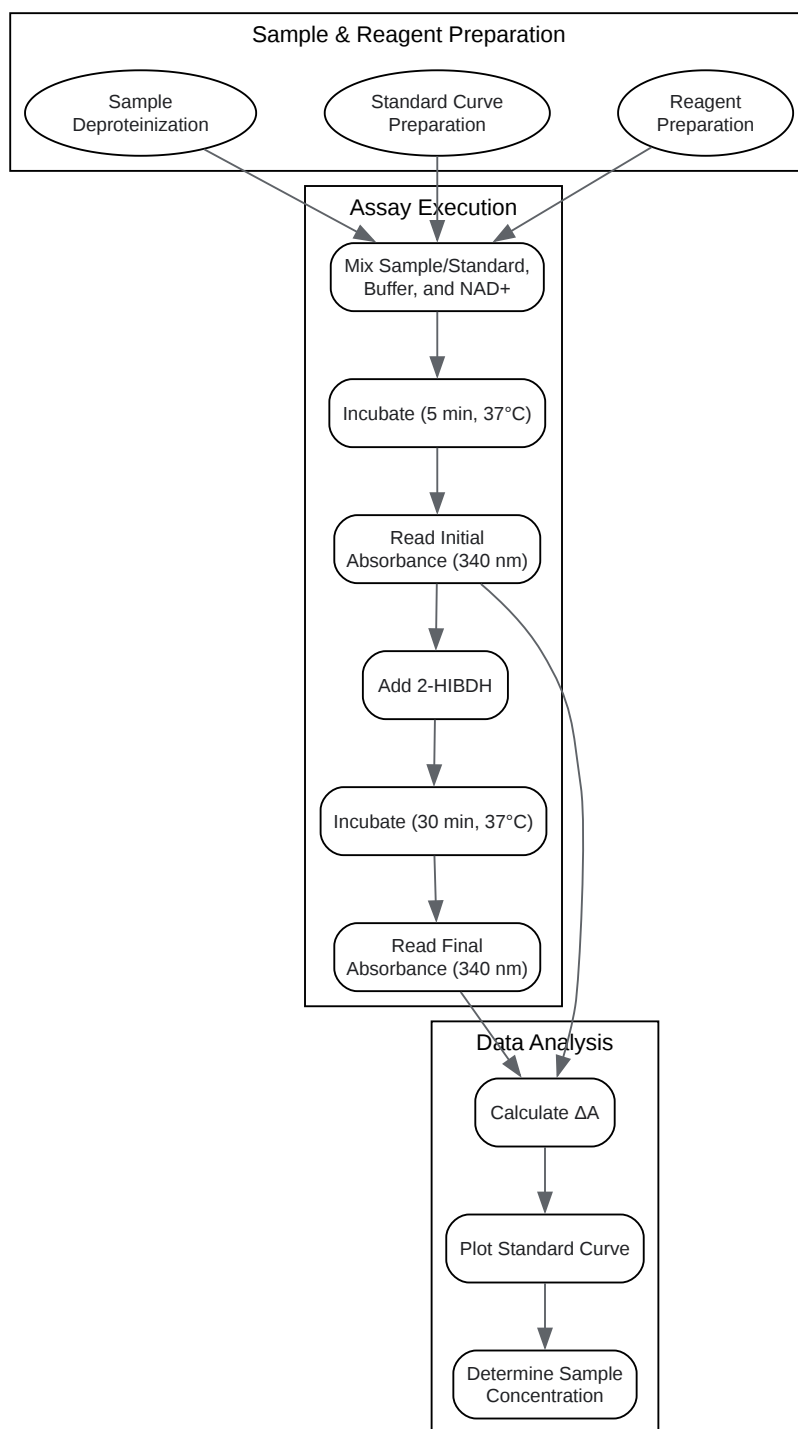 Sample & Reagent Preparation
Sample
Deproteinization
Standard Curve
Preparation
Reagent
Preparation
Assay Execution
Mix Sample/Standard,
Buffer, and NAD+
Incubate (5 min, 37°C)
Read Initial
Absorbance (340 nm)
Add 2-HIBDH
Incubate (30 min, 37°C)
Read Final
Absorbance (340 nm)
Data Analysis
Calculate ΔA
Plot Standard Curve
Determine Sample
Concentration